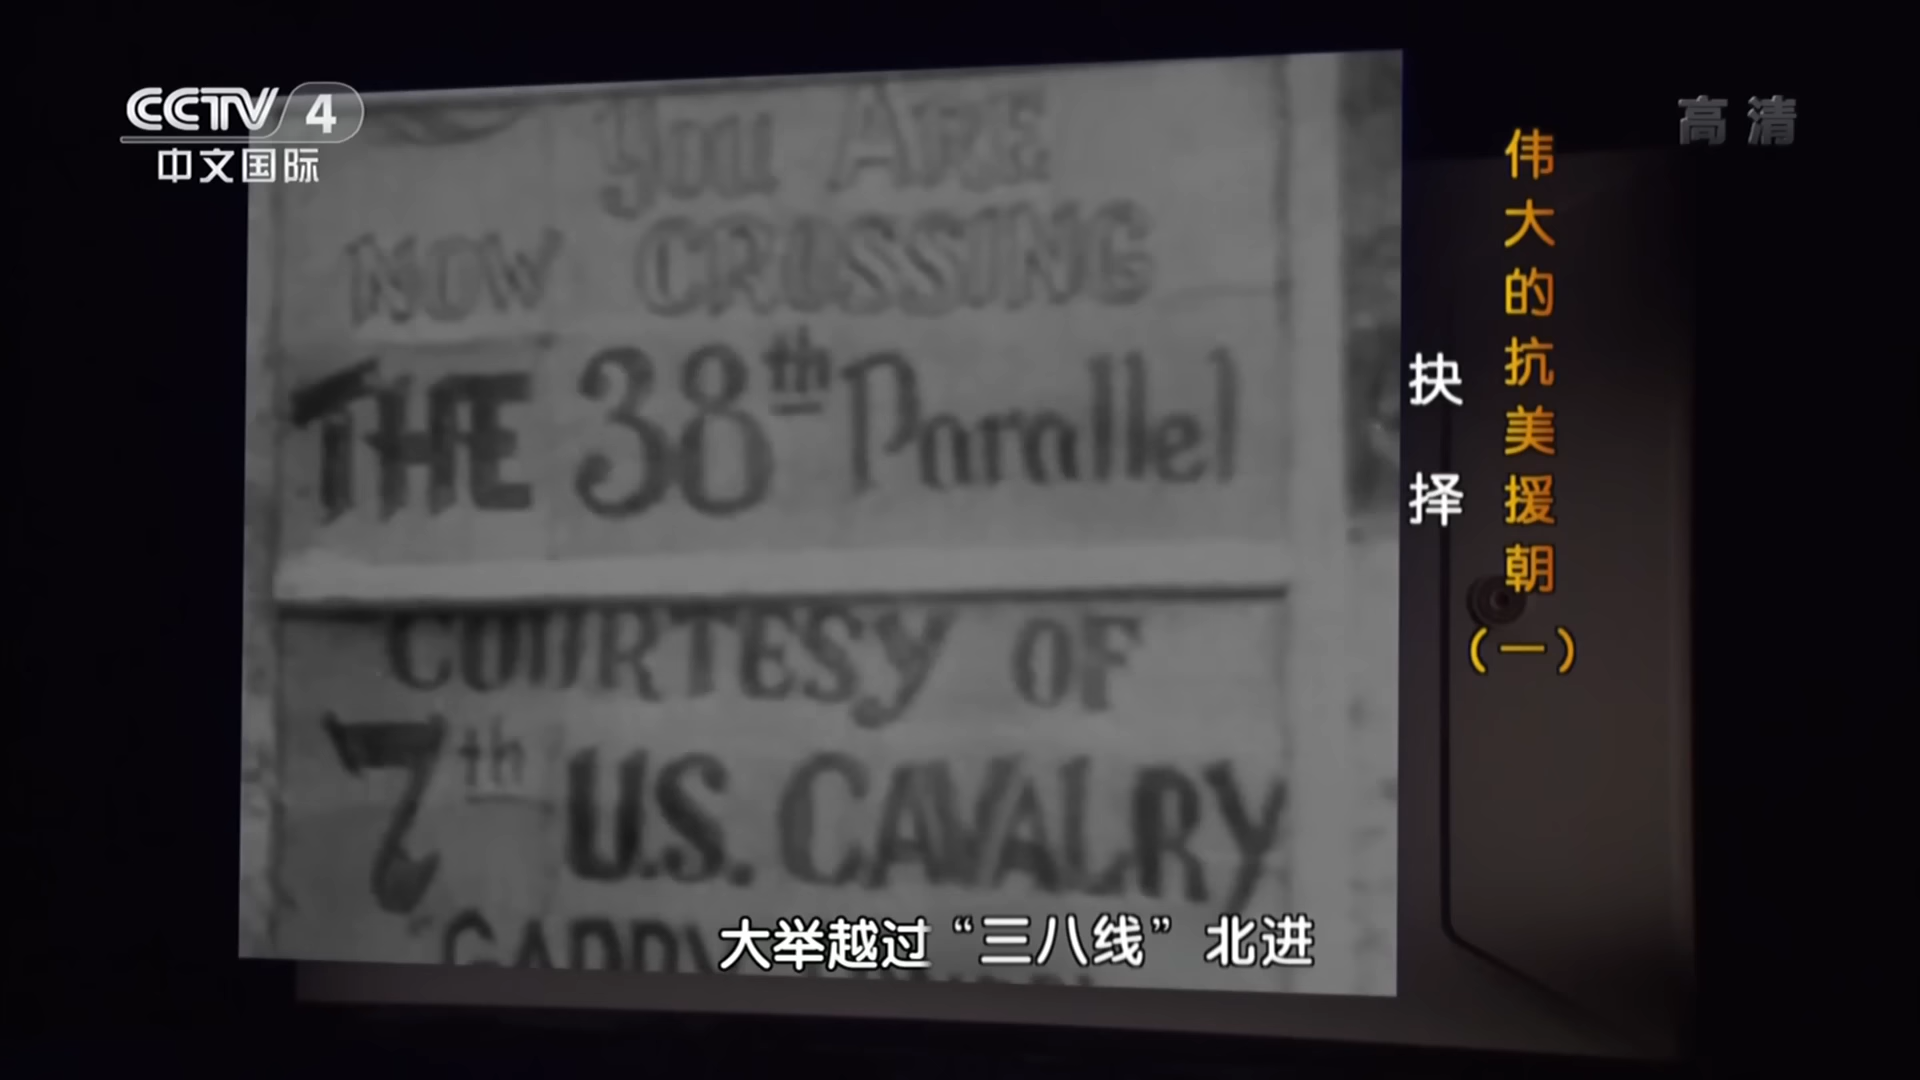 CCTV 4
中文国际
高清
You ARE
NOW CROSSING
THE 38th Parallel
COURTESY OF
7th U.S. CAVALRY
伟大的抗美援朝
（一）
抉择
大举越过“三八线”北进